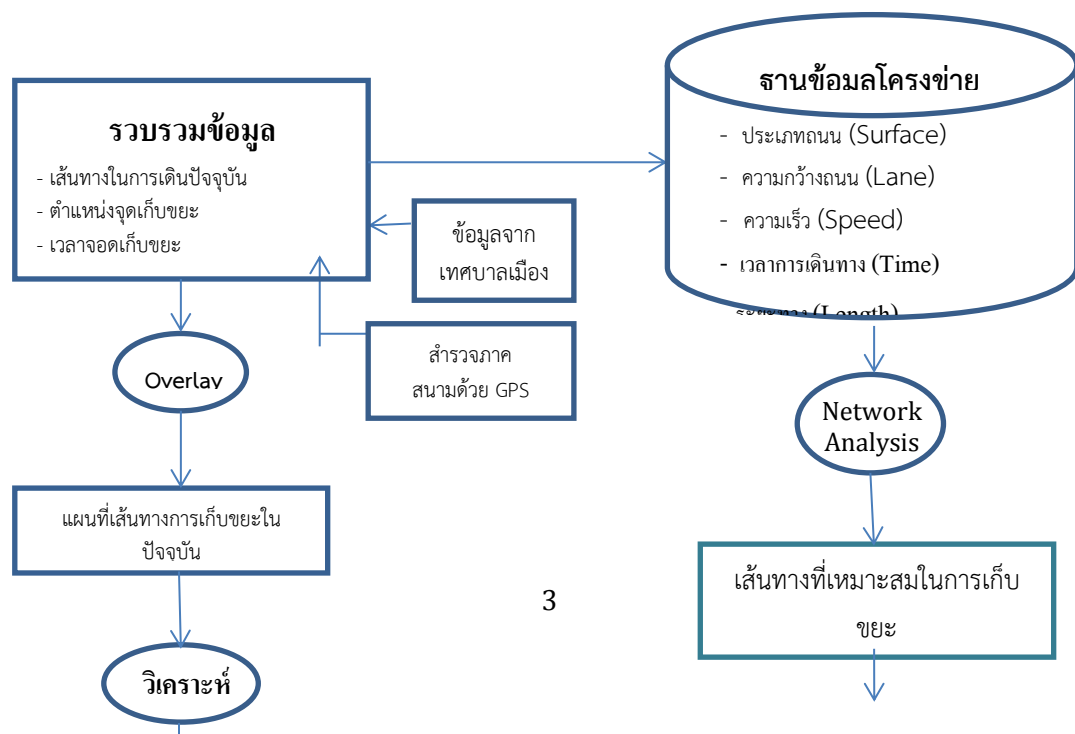 รวบรวมข้อมูล
- เส้นทางในการเดินปัจจุบัน
- ตำแหน่งจุดเก็บขยะ
- เวลาจอดเก็บขยะ
ข้อมูลจาก
เทศบาลเมือง
สำรวจภาค
สนามด้วย GPS
Overlay
แผนที่เส้นทางการเก็บขยะใน
ปัจจุบัน
วิเคราะห์
ฐานข้อมูลโครงข่าย
- ประเภทถนน (Surface)
- ความกว้างถนน (Lane)
- ความเร็ว (Speed)
- เวลาการเดินทาง (Time)
ระยะทาง (Length)
Network
Analysis
เส้นทางที่เหมาะสมในการเก็บ
ขยะ
3